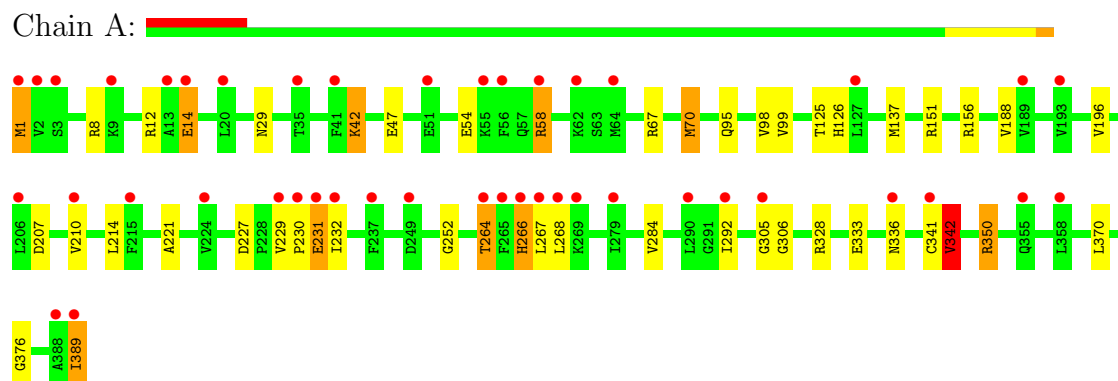 Chain A:
M1 V2 S3 R8 K9 R12 A13 E14 L20 N29 T35 F41 K42 E47 E51 E54 K55 F56 Q57 R58 K62 S63 M64 R67 M70 Q95 V98 V99 T125 H126 L127 M137 R151 R156 V188 V189 V193 V196
L206 D207 V210 L214 F215 A221 V224 D227 P228 V229 P230 E231 I232 F237 D249 G252 T264 F265 H266 L267 L268 K269 I279 V284 L290 G291 I292 G305 G306 R328 E333 N336 C341 V342 R350 Q355 L358 L370
G376 A388 I389